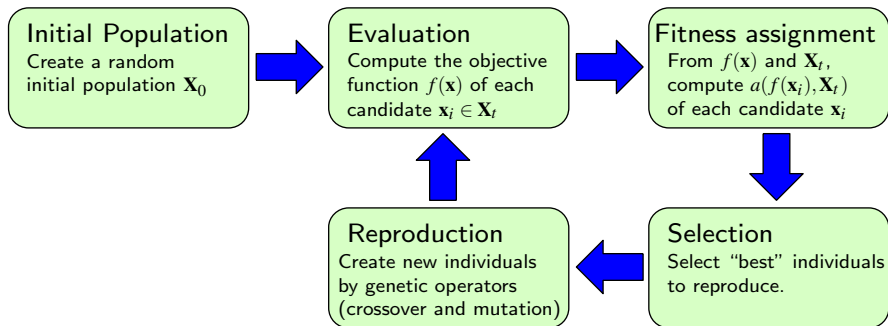 Initial Population
Create a random
initial population X₀
Evaluation
Compute the objective
function f(x) of each
candidate xᵢ ∈ Xₜ
Fitness assignment
From f(x) and Xₜ,
compute a(f(xᵢ),Xₜ)
of each candidate xᵢ
Reproduction
Create new individuals
by genetic operators
(crossover and mutation)
Selection
Select “best” individuals
to reproduce.